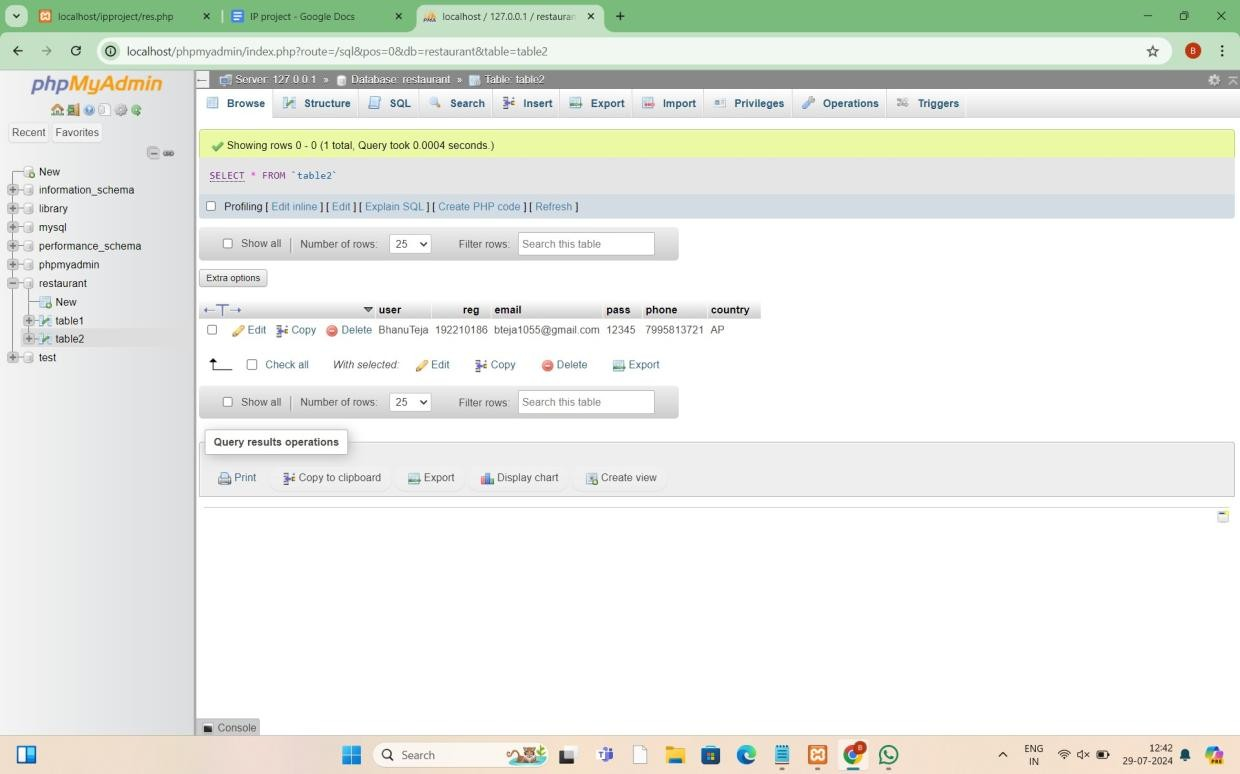 localhost/ipproject/res.php
IP project - Google Docs
localhost / 127.0.0.1 / restauran
localhost/phpmyadmin/index.php?route=/sql&pos=0&db=restaurant&table=table2
B
phpMyAdmin
Server: 127.0.0.1 » Database: restaurant » Table: table2
Browse Structure SQL Search Insert Export Import Privileges Operations Triggers
Recent Favorites
New
information_schema
library
mysql
performance_schema
phpmyadmin
restaurant
New
table1
table2
test
Showing rows 0 - 0 (1 total, Query took 0.0004 seconds.)
SELECT * FROM `table2`
Profiling [ Edit inline ] [ Edit ] [ Explain SQL ] [ Create PHP code ] [ Refresh ]
Show all Number of rows: 25 Filter rows: Search this table
Extra options
user reg email pass phone country
Edit Copy Delete BhanuTeja 192210186 bteja1055@gmail.com 12345 7995813721 AP
Check all With selected: Edit Copy Delete Export
Show all Number of rows: 25 Filter rows: Search this table
Query results operations
Print Copy to clipboard Export Display chart Create view
Console
Search
ENG
IN
12:42
29-07-2024